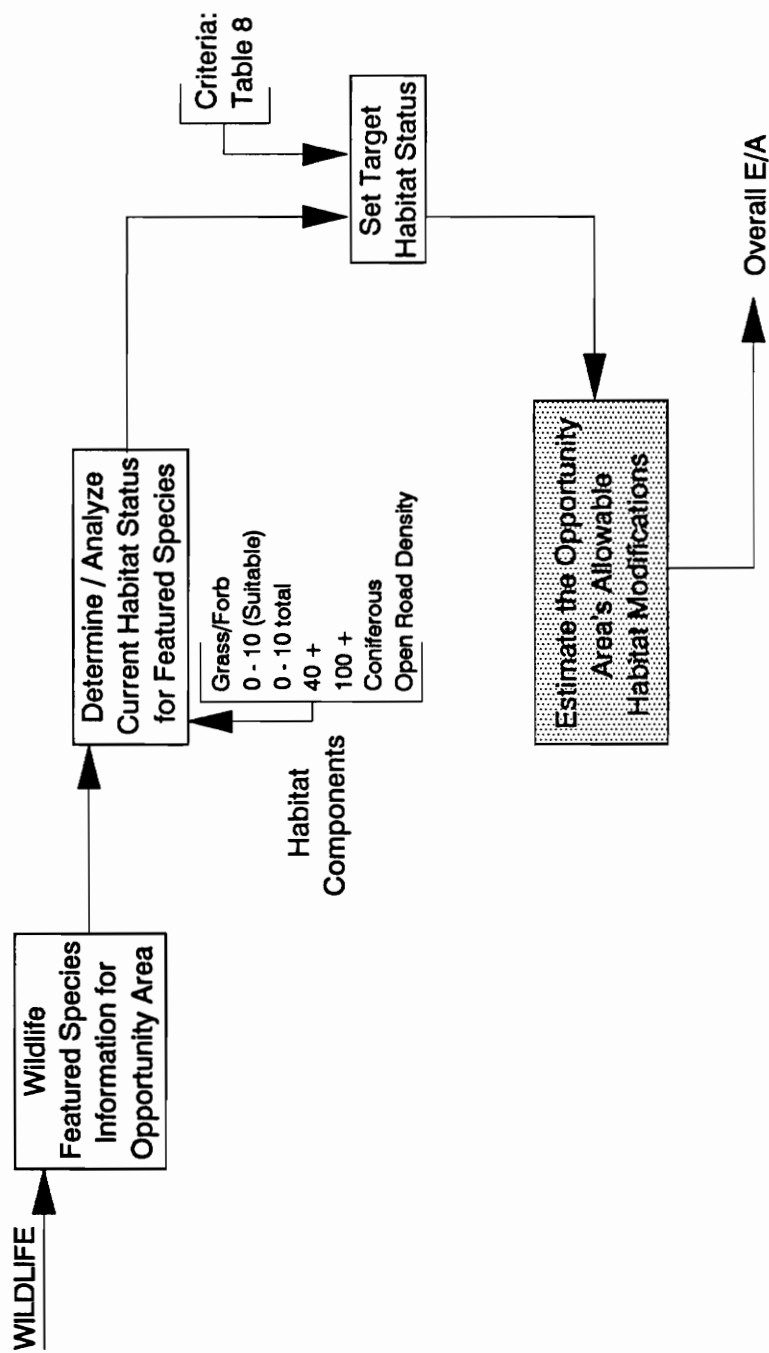 WILDLIFE
Wildlife
Featured Species
Information for
Opportunity Area
Determine / Analyze
Current Habitat Status
for Featured Species
Habitat
Components
Grass/Forb
0 - 10 (Suitable)
0 - 10 total
40 +
100 +
Coniferous
Open Road Density
Criteria:
Table 8
Set Target
Habitat Status
Estimate the Opportunity
Area's Allowable
Habitat Modifications
Overall E/A